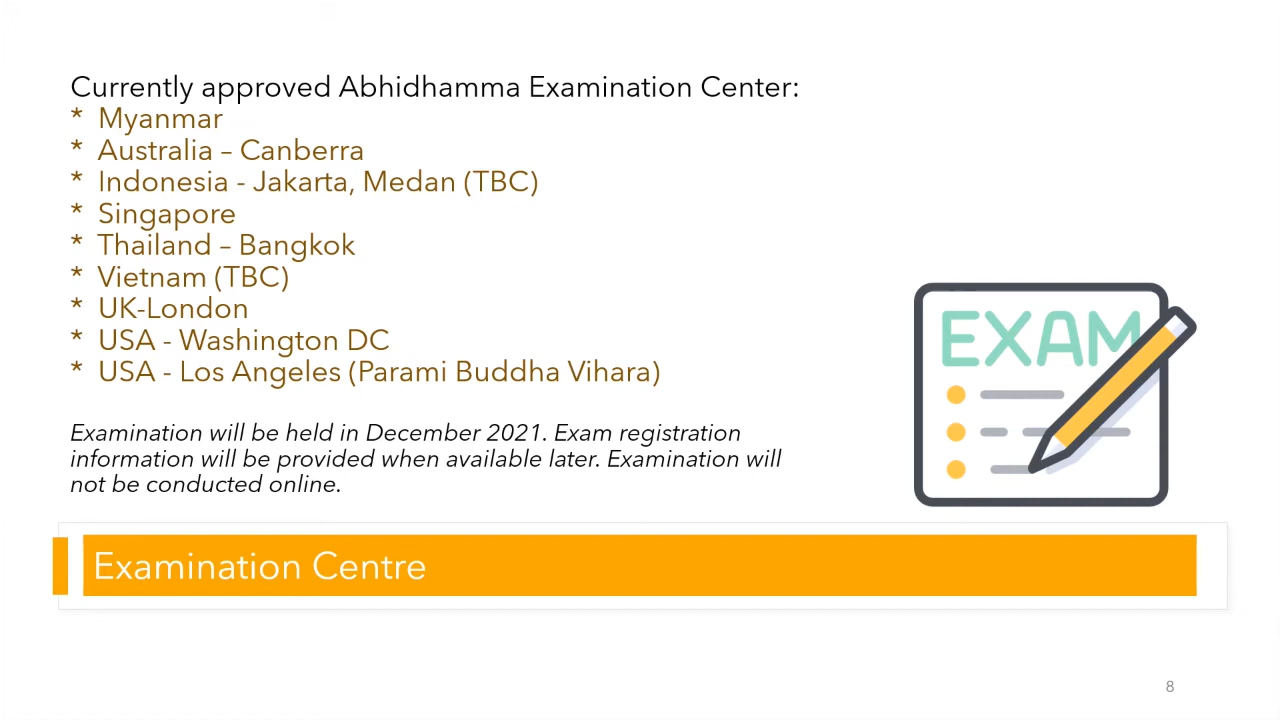 Currently approved Abhidhamma Examination Center:
* Myanmar
* Australia – Canberra
* Indonesia - Jakarta, Medan (TBC)
* Singapore
* Thailand – Bangkok
* Vietnam (TBC)
* UK-London
* USA - Washington DC
* USA - Los Angeles (Parami Buddha Vihara)
Examination will be held in December 2021. Exam registration
information will be provided when available later. Examination will
not be conducted online.
EXAM
Examination Centre
8